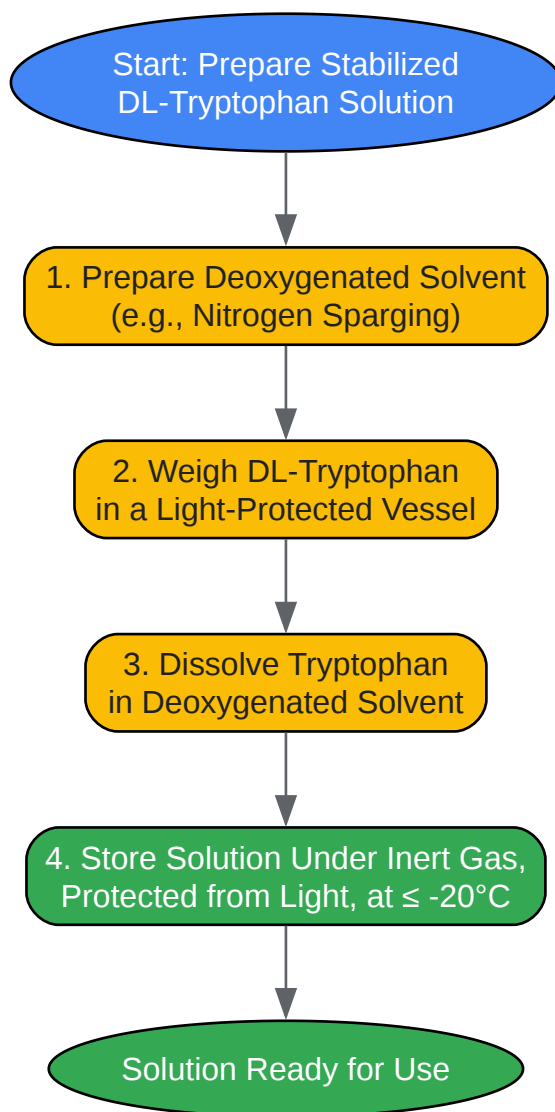 Start: Prepare Stabilized
DL-Tryptophan Solution
1. Prepare Deoxygenated Solvent
(e.g., Nitrogen Sparging)
2. Weigh DL-Tryptophan
in a Light-Protected Vessel
3. Dissolve Tryptophan
in Deoxygenated Solvent
4. Store Solution Under Inert Gas,
Protected from Light, at ≤ -20°C
Solution Ready for Use